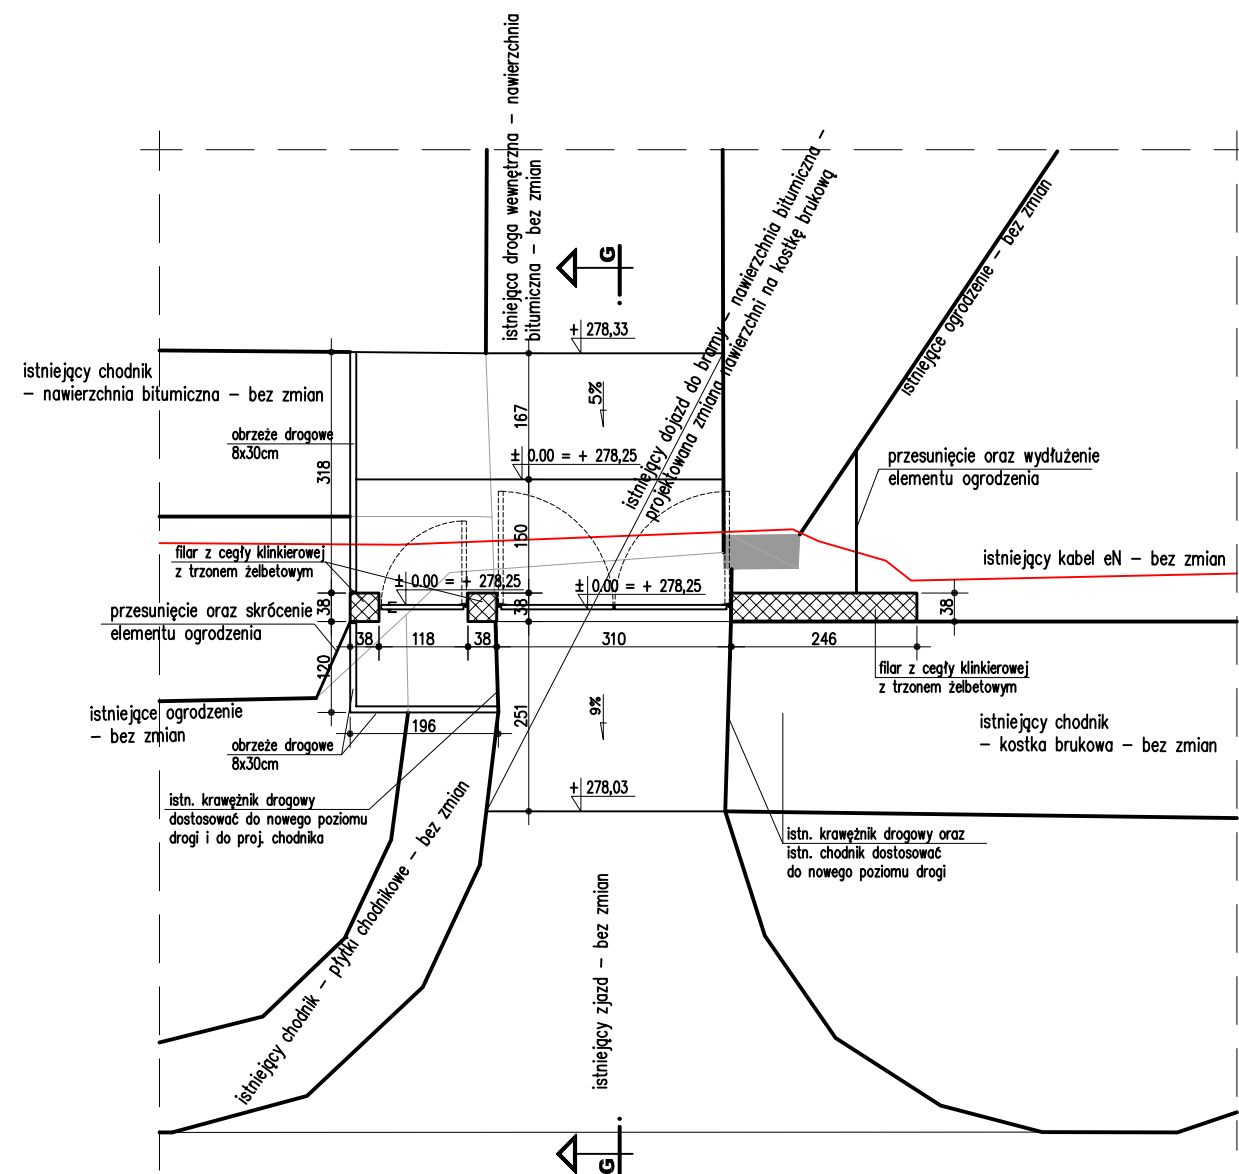 istniejąca droga wewnętrzna – nawierzchnia
bitumiczna – bez zmian
istniejący dojazd do bramy – nawierzchnia bitumiczna –
projektowana zmiana nawierzchni na kostkę brukową
istniejące ogrodzenie – bez zmian
G
+ 278,33
istniejący chodnik
– nawierzchnia bitumiczna – bez zmian
5%
167
obrzeże drogowe
8x30cm
318
± 0.00 = + 278,25
przesunięcie oraz wydłużenie
elementu ogrodzenia
150
filar z cegły klinkierowej
z trzonem żelbetowym
istniejący kabel eN – bez zmian
± 0.00 = + 278,25
± 0,00 = + 278,25
38
38
38
przesunięcie oraz skrócenie
elementu ogrodzenia
38
118
38
310
246
120
filar z cegły klinkierowej
z trzonem żelbetowym
istniejące ogrodzenie
– bez zmian
196
251
9%
istniejący chodnik
– kostka brukowa – bez zmian
obrzeże drogowe
8x30cm
+ 278,03
istn. krawężnik drogowy
dostosować do nowego poziomu
drogi i do proj. chodnika
istn. krawężnik drogowy oraz
istn. chodnik dostosować
do nowego poziomu drogi
istniejący chodnik – płytki chodnikowe – bez zmian
istniejący zjazd – bez zmian
G